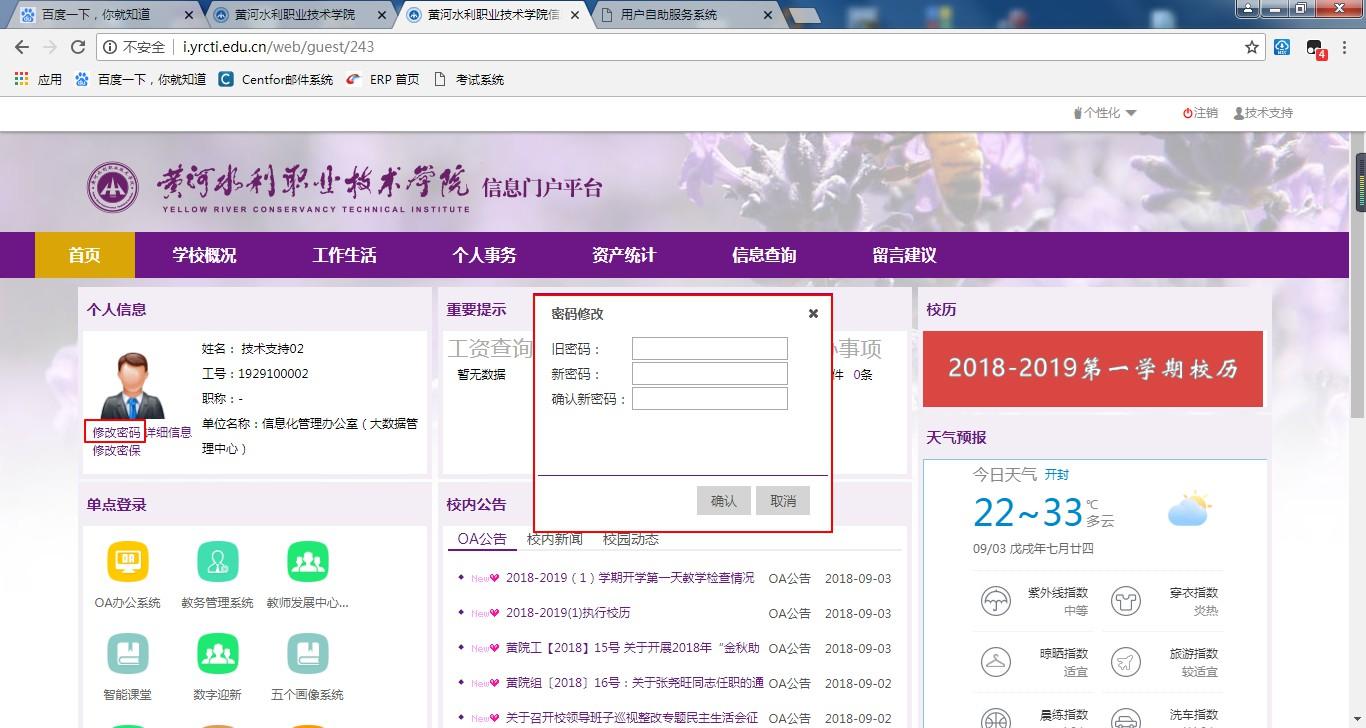 百度一下，你就知道
黄河水利职业技术学院
黄河水利职业技术学院信
用户自助服务系统
不安全 i.yrcti.edu.cn/web/guest/243
4
应用 百度一下，你就知道 C Centfor邮件系统 ERP 首页 考试系统
个性化 注销 技术支持
黄河水利职业技术学院 信息门户平台
YELLOW RIVER CONSERVANCY TECHNICAL INSTITUTE
首页 学校概况 工作生活 个人事务 资产统计 信息查询 留言建议
个人信息
姓名： 技术支持02
工号：1929100002
职称：-
单位名称：信息化管理办公室（大数据管
理中心）
修改密码 详细信息
修改密保
重要提示
工资查询
暂无数据
办事项
件 0条
密码修改
旧密码：
新密码：
确认新密码：
确认 取消
校历
2018-2019第一学期校历
天气预报
今日天气 开封
22~33℃
多云
09/03 戊戌年七月廿四
紫外线指数
中等
穿衣指数
炎热
晾晒指数
适宜
旅游指数
较适宜
晨练指数
洗车指数
单点登录
OA
OA办公系统 教务管理系统 教师发展中心...
智能课堂 数字迎新 五个画像系统
校内公告
OA公告 校内新闻 校园动态
New 2018-2019（1）学期开学第一天教学检查情况 OA公告 2018-09-03
New 2018-2019(1)执行校历 OA公告 2018-09-03
New 黄院工【2018】15号 关于开展2018年“金秋助 OA公告 2018-09-03
New 黄院组〔2018〕16号：关于张尧旺同志任职的通 OA公告 2018-09-02
New 关于召开校领导班子巡视整改专题民主生活会征 OA公告 2018-09-02